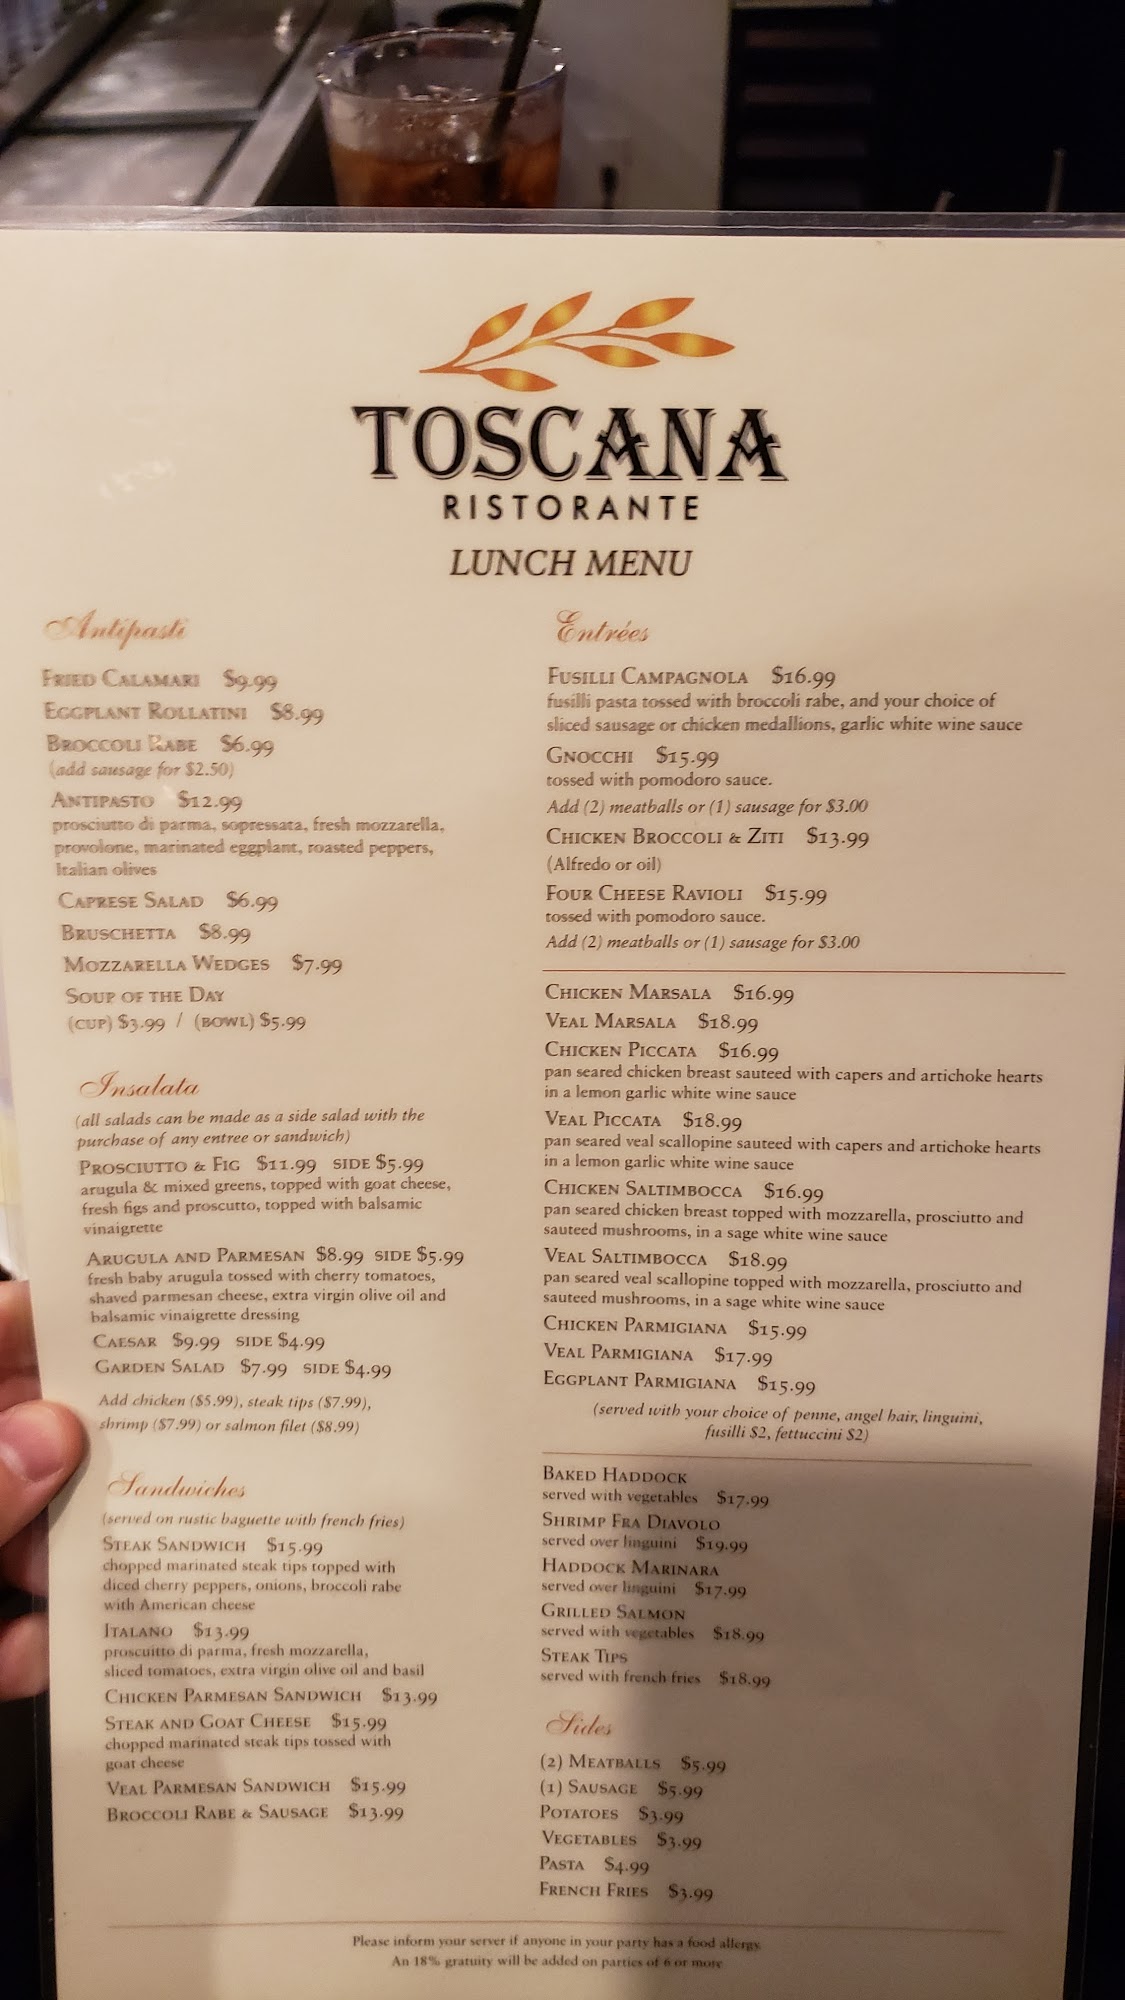 TOSCANA
RISTORANTE
LUNCH MENU
Antipasti
FRIED CALAMARI $9.99
EGGPLANT ROLLATINI $8.99
BROCCOLI RABE $6.99
(add sausage for $2.50)
ANTIPASTO $12.99
prosciutto di parma, sopressata, fresh mozzarella,
provolone, marinated eggplant, roasted peppers,
Italian olives
CAPRESE SALAD $6.99
BRUSCHETTA $8.99
MOZZARELLA WEDGES $7.99
SOUP OF THE DAY
(CUP) $3.99 / (BOWL) $5.99
Insalata
(all salads can be made as a side salad with the
purchase of any entree or sandwich)
PROSCIUTTO & FIG $11.99 SIDE $5.99
arugula & mixed greens, topped with goat cheese,
fresh figs and proscutto, topped with balsamic
vinaigrette
ARUGULA AND PARMESAN $8.99 SIDE $5.99
fresh baby arugula tossed with cherry tomatoes,
shaved parmesan cheese, extra virgin olive oil and
balsamic vinaigrette dressing
CAESAR $9.99 SIDE $4.99
GARDEN SALAD $7.99 SIDE $4.99
Add chicken ($5.99), steak tips ($7.99),
shrimp ($7.99) or salmon filet ($8.99)
Sandwiches
(served on rustic baguette with french fries)
STEAK SANDWICH $15.99
chopped marinated steak tips topped with
diced cherry peppers, onions, broccoli rabe
with American cheese
ITALANO $13.99
proscuitto di parma, fresh mozzarella,
sliced tomatoes, extra virgin olive oil and basil
CHICKEN PARMESAN SANDWICH $13.99
STEAK AND GOAT CHEESE $15.99
chopped marinated steak tips tossed with
goat cheese
VEAL PARMESAN SANDWICH $15.99
BROCCOLI RABE & SAUSAGE $13.99
Entrées
FUSILLI CAMPAGNOLA $16.99
fusilli pasta tossed with broccoli rabe, and your choice of
sliced sausage or chicken medallions, garlic white wine sauce
GNOCCHI $15.99
tossed with pomodoro sauce.
Add (2) meatballs or (1) sausage for $3.00
CHICKEN BROCCOLI & ZITI $13.99
(Alfredo or oil)
FOUR CHEESE RAVIOLI $15.99
tossed with pomodoro sauce.
Add (2) meatballs or (1) sausage for $3.00
CHICKEN MARSALA $16.99
VEAL MARSALA $18.99
CHICKEN PICCATA $16.99
pan seared chicken breast sauteed with capers and artichoke hearts
in a lemon garlic white wine sauce
VEAL PICCATA $18.99
pan seared veal scallopine sauteed with capers and artichoke hearts
in a lemon garlic white wine sauce
CHICKEN SALTIMBOCCA $16.99
pan seared chicken breast topped with mozzarella, prosciutto and
sauteed mushrooms, in a sage white wine sauce
VEAL SALTIMBOCCA $18.99
pan seared veal scallopine topped with mozzarella, prosciutto and
sauteed mushrooms, in a sage white wine sauce
CHICKEN PARMIGIANA $15.99
VEAL PARMIGIANA $17.99
EGGPLANT PARMIGIANA $15.99
(served with your choice of penne, angel hair, linguini,
fusilli $2, fettuccini $2)
BAKED HADDOCK
served with vegetables $17.99
SHRIMP FRA DIAVOLO
served over linguini $19.99
HADDOCK MARINARA
served over linguini $17.99
GRILLED SALMON
served with vegetables $18.99
STEAK TIPS
served with french fries $18.99
Sides
(2) MEATBALLS $5.99
(1) SAUSAGE $5.99
POTATOES $3.99
VEGETABLES $3.99
PASTA $4.99
FRENCH FRIES $3.99
Please inform your server if anyone in your party has a food allergy.
An 18% gratuity will be added on parties of 6 or more